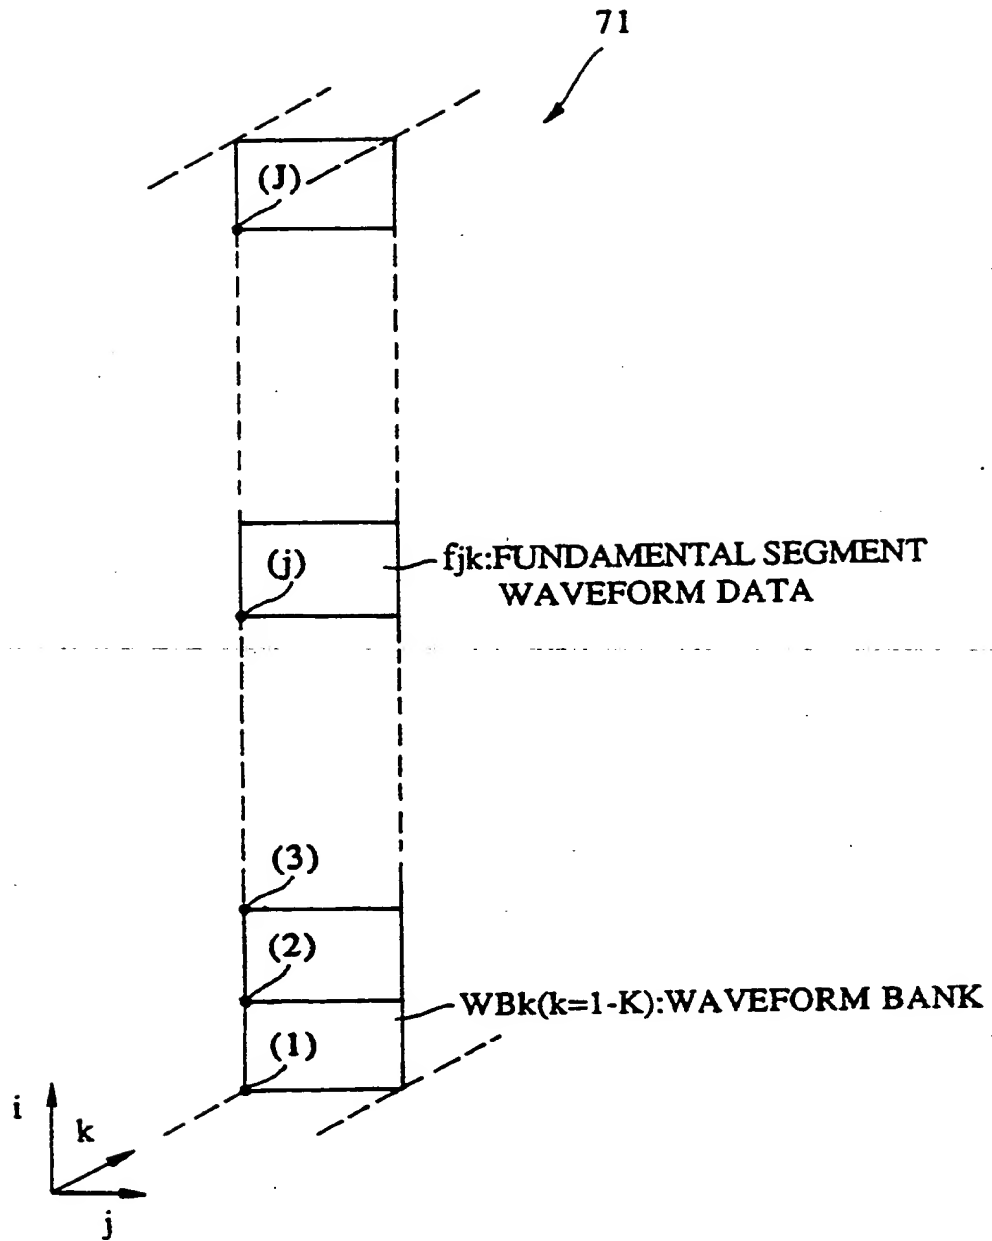 71
(J)
(j)
fjk:FUNDAMENTAL SEGMENT
WAVEFORM DATA
(3)
(2)
WBk(k=1-K):WAVEFORM BANK
(1)
i
k
j